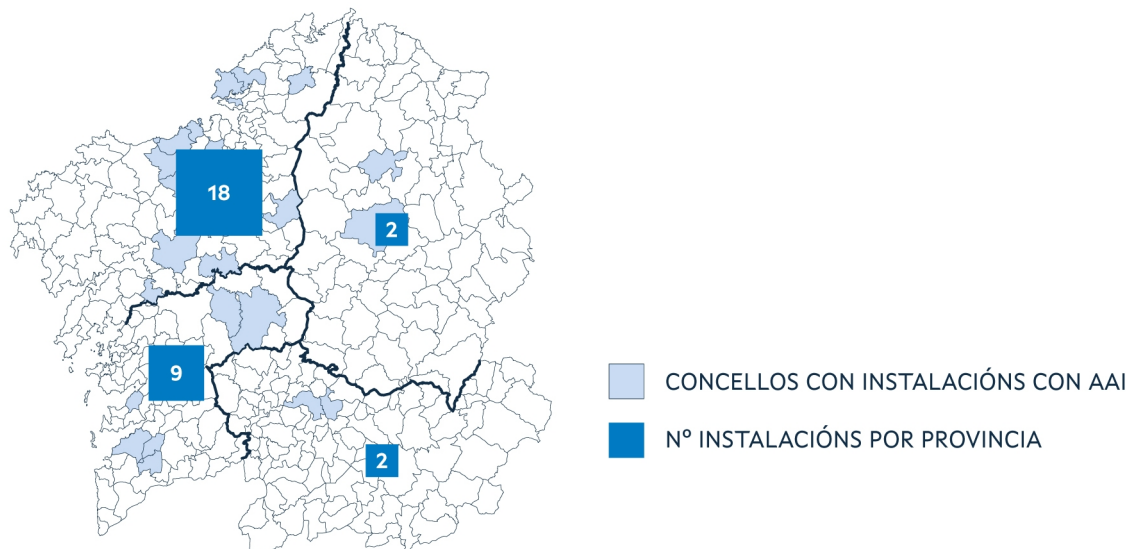 18
2
9
2
CONCELLOS CON INSTALACIÓNS CON AAI
Nº INSTALACIÓNS POR PROVINCIA